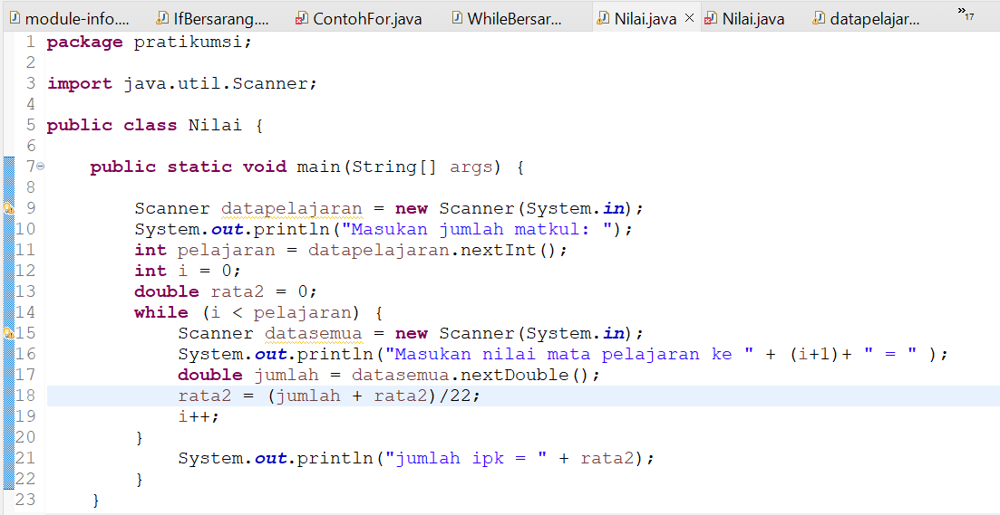 module-info.... IfBersarang.... ContohFor.java WhileBersar... Nilai.java Nilai.java datapelajar... »17
1 package pratikumsi;
2
3 import java.util.Scanner;
4
5 public class Nilai {
6
7 public static void main(String[] args) {
8
9 Scanner datapelajaran = new Scanner(System.in);
10 System.out.println("Masukan jumlah matkul: ");
11 int pelajaran = datapelajaran.nextInt();
12 int i = 0;
13 double rata2 = 0;
14 while (i < pelajaran) {
15 Scanner datasemua = new Scanner(System.in);
16 System.out.println("Masukan nilai mata pelajaran ke " + (i+1)+ " = " );
17 double jumlah = datasemua.nextDouble();
18 rata2 = (jumlah + rata2)/22;
19 i++;
20 }
21 System.out.println("jumlah ipk = " + rata2);
22 }
23 }